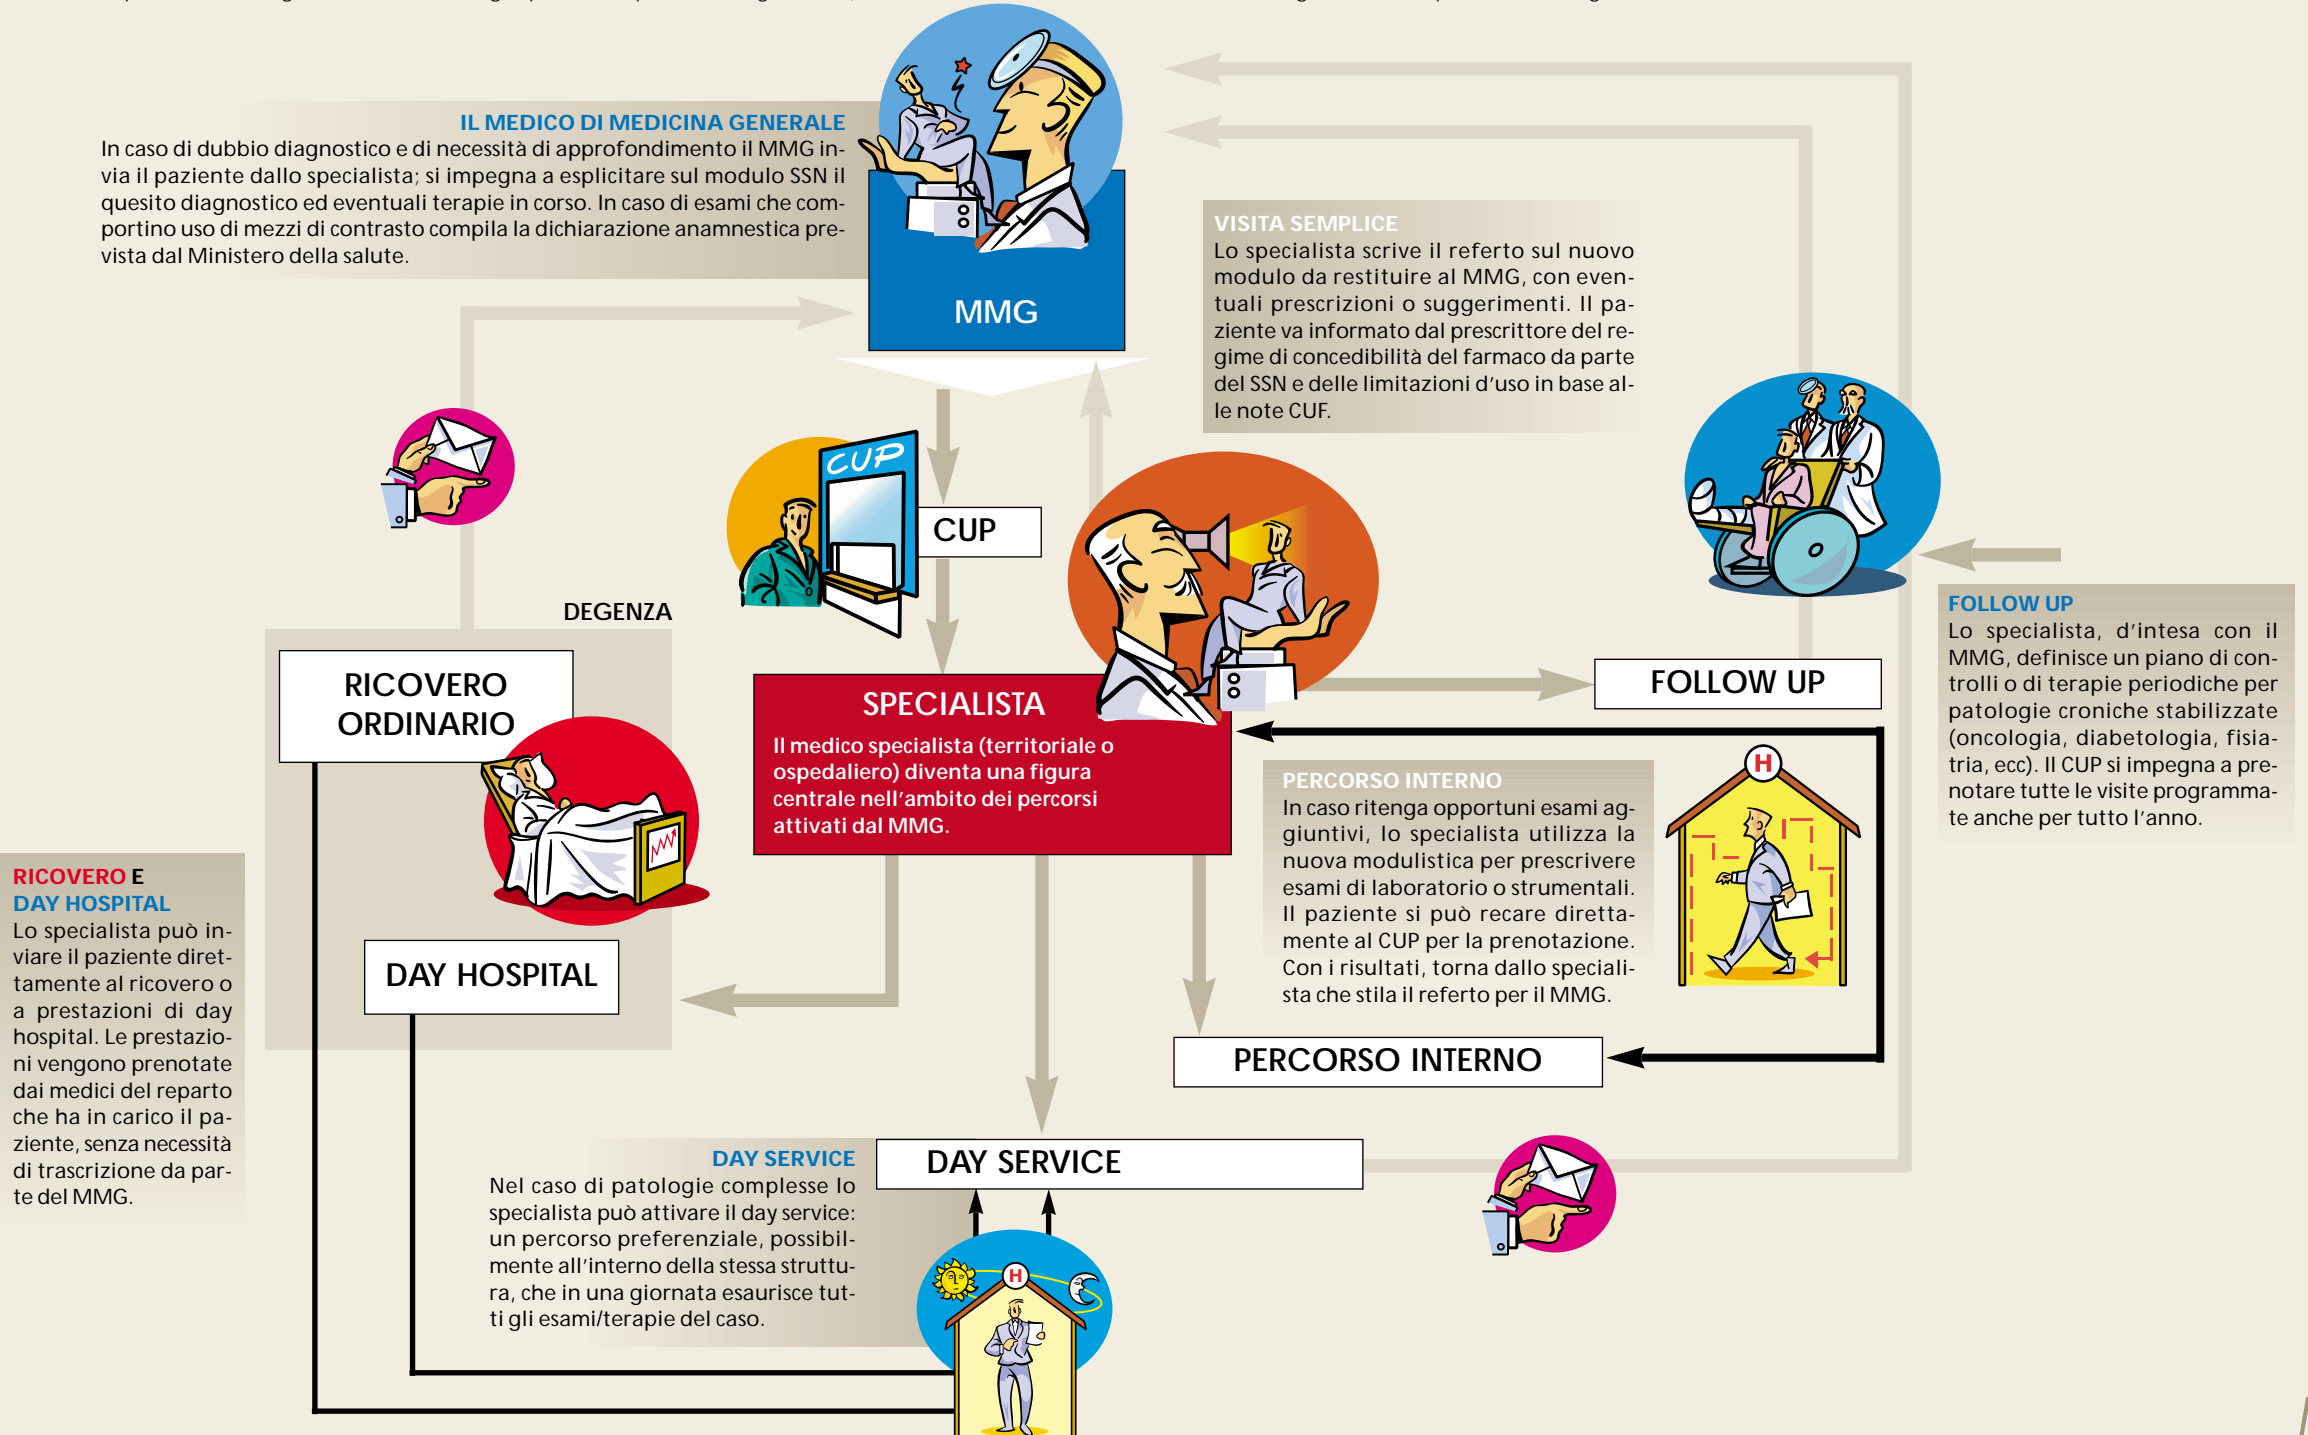 IL MEDICO DI MEDICINA GENERALE
In caso di dubbio diagnostico e di necessità di approfondimento il MMG in-
via il paziente dallo specialista; si impegna a esplicitare sul modulo SSN il
quesito diagnostico ed eventuali terapie in corso. In caso di esami che com-
portino uso di mezzi di contrasto compila la dichiarazione anamnestica pre-
vista dal Ministero della salute.
MMG
VISITA SEMPLICE
Lo specialista scrive il referto sul nuovo
modulo da restituire al MMG, con even-
tuali prescrizioni o suggerimenti. Il pa-
ziente va informato dal prescrittore del re-
gime di concedibilità del farmaco da parte
del SSN e delle limitazioni d'uso in base al-
le note CUF.
CUP
CUP
DEGENZA
RICOVERO
ORDINARIO
SPECIALISTA
Il medico specialista (territoriale o
ospedaliero) diventa una figura
centrale nell'ambito dei percorsi
attivati dal MMG.
FOLLOW UP
FOLLOW UP
Lo specialista, d'intesa con il
MMG, definisce un piano di con-
trolli o di terapie periodiche per
patologie croniche stabilizzate
(oncologia, diabetologia, fisia-
tria, ecc). Il CUP si impegna a pre-
notare tutte le visite programma-
te anche per tutto l'anno.
PERCORSO INTERNO
In caso ritenga opportuni esami ag-
giuntivi, lo specialista utilizza la
nuova modulistica per prescrivere
esami di laboratorio o strumentali.
Il paziente si può recare diretta-
mente al CUP per la prenotazione.
Con i risultati, torna dallo speciali-
sta che stila il referto per il MMG.
H
RICOVERO E
DAY HOSPITAL
Lo specialista può in-
viare il paziente diret-
tamente al ricovero o
a prestazioni di day
hospital. Le prestazio-
ni vengono prenotate
dai medici del reparto
che ha in carico il pa-
ziente, senza necessità
di trascrizione da par-
te del MMG.
DAY HOSPITAL
PERCORSO INTERNO
DAY SERVICE
Nel caso di patologie complesse lo
specialista può attivare il day service:
un percorso preferenziale, possibil-
mente all'interno della stessa struttu-
ra, che in una giornata esaurisce tut-
ti gli esami/terapie del caso.
DAY SERVICE
H